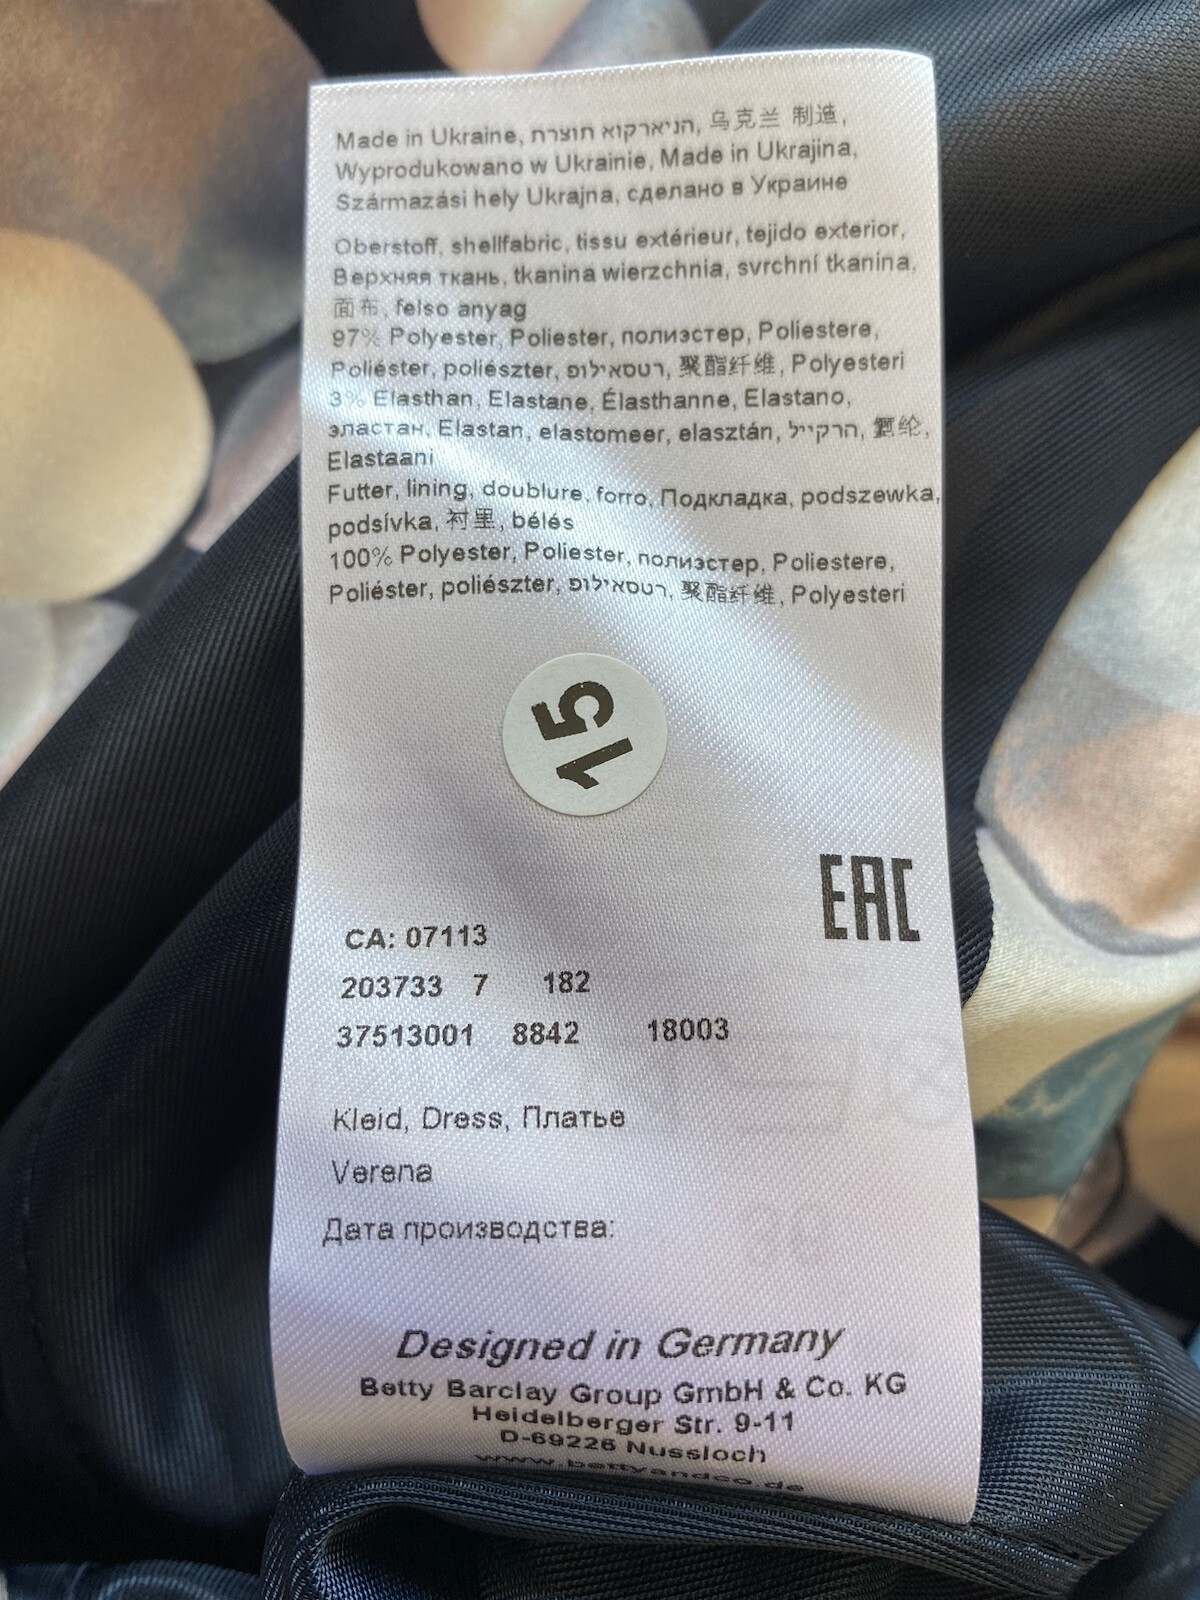 Made in Ukraine, הניארקוא תוצרת, 乌克兰 制造,
Wyprodukowano w Ukrainie, Made in Ukrajina,
Származási hely Ukrajna, сделано в Украине
Oberstoff, shellfabric, tissu extérieur, tejido exterior,
Верхняя ткань, tkanina wierzchnia, svrchní tkanina,
面布, felso anyag
97% Polyester, Poliester, полиэстер, Poliestere,
Poliéster, poliészter, רטסאילופ, 聚酯纤维, Polyesteri
3% Elasthan, Elastane, Élasthanne, Elastano,
эластан, Elastan, elastomeer, elasztán, הרקייל, 氨纶,
Elastaani
Futter, lining, doublure, forro, Подкладка, podszewka,
podsívka, 衬里, bélés
100% Polyester, Poliester, полиэстер, Poliestere,
Poliéster, poliészter, רטסאילופ, 聚酯纤维, Polyesteri
15
EAC
CA: 07113
203733 7 182
37513001 8842 18003
Kleid, Dress, Платье
Verena
Дата производства:
Designed in Germany
Betty Barclay Group GmbH & Co. KG
Heidelberger Str. 9-11
D-69226 Nussloch
www.bettyandco.de